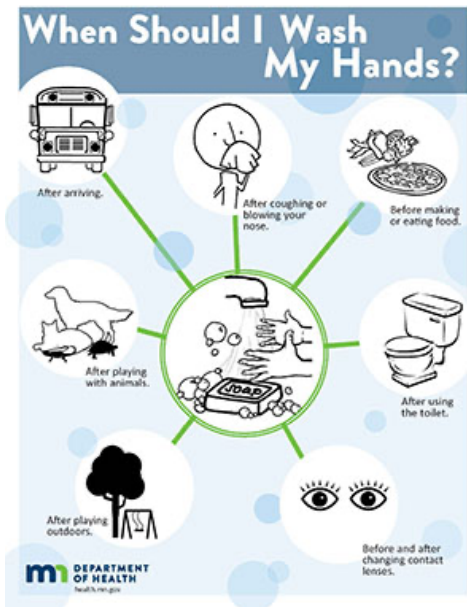 When Should I Wash
My Hands?
After arriving.
After coughing or
blowing your
nose.
Before making
or eating food.
After playing
with animals.
soap
After using
the toilet.
After playing
outdoors.
Before and after
changing contact
lenses.
mn DEPARTMENT
OF HEALTH
health.mn.gov